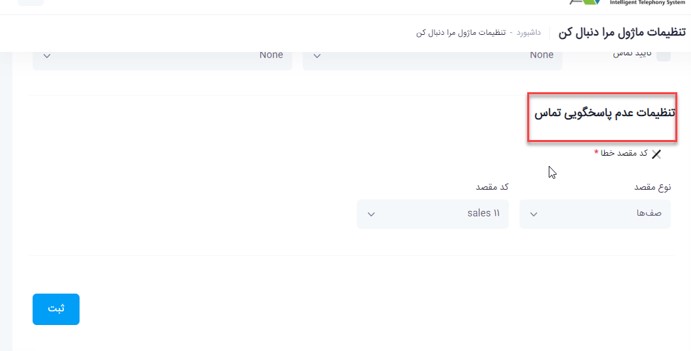 Intelligent Telephony System
تنظیمات ماژول مرا دنبال کن
داشبورد - تنظیمات ماژول مرا دنبال کن
تایید تماس
None
None
تنظیمات عدم پاسخگویی تماس
کد مقصد خطا *
نوع مقصد
کد مقصد
صف‌ها
sales ۱۱
ثبت